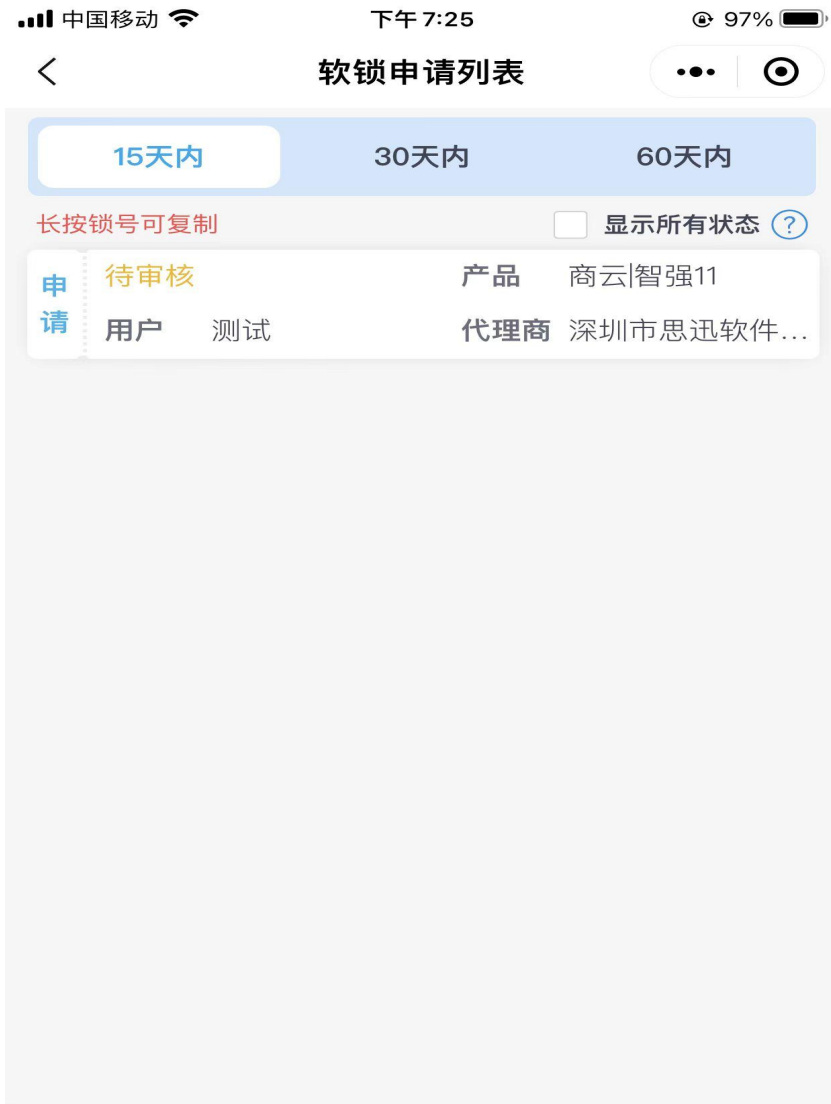 中国移动 下午7:25 97%
软锁申请列表
15天内 30天内 60天内
长按锁号可复制 显示所有状态 ?
申请
待审核 产品 商云|智强11
用户 测试 代理商 深圳市思迅软件...